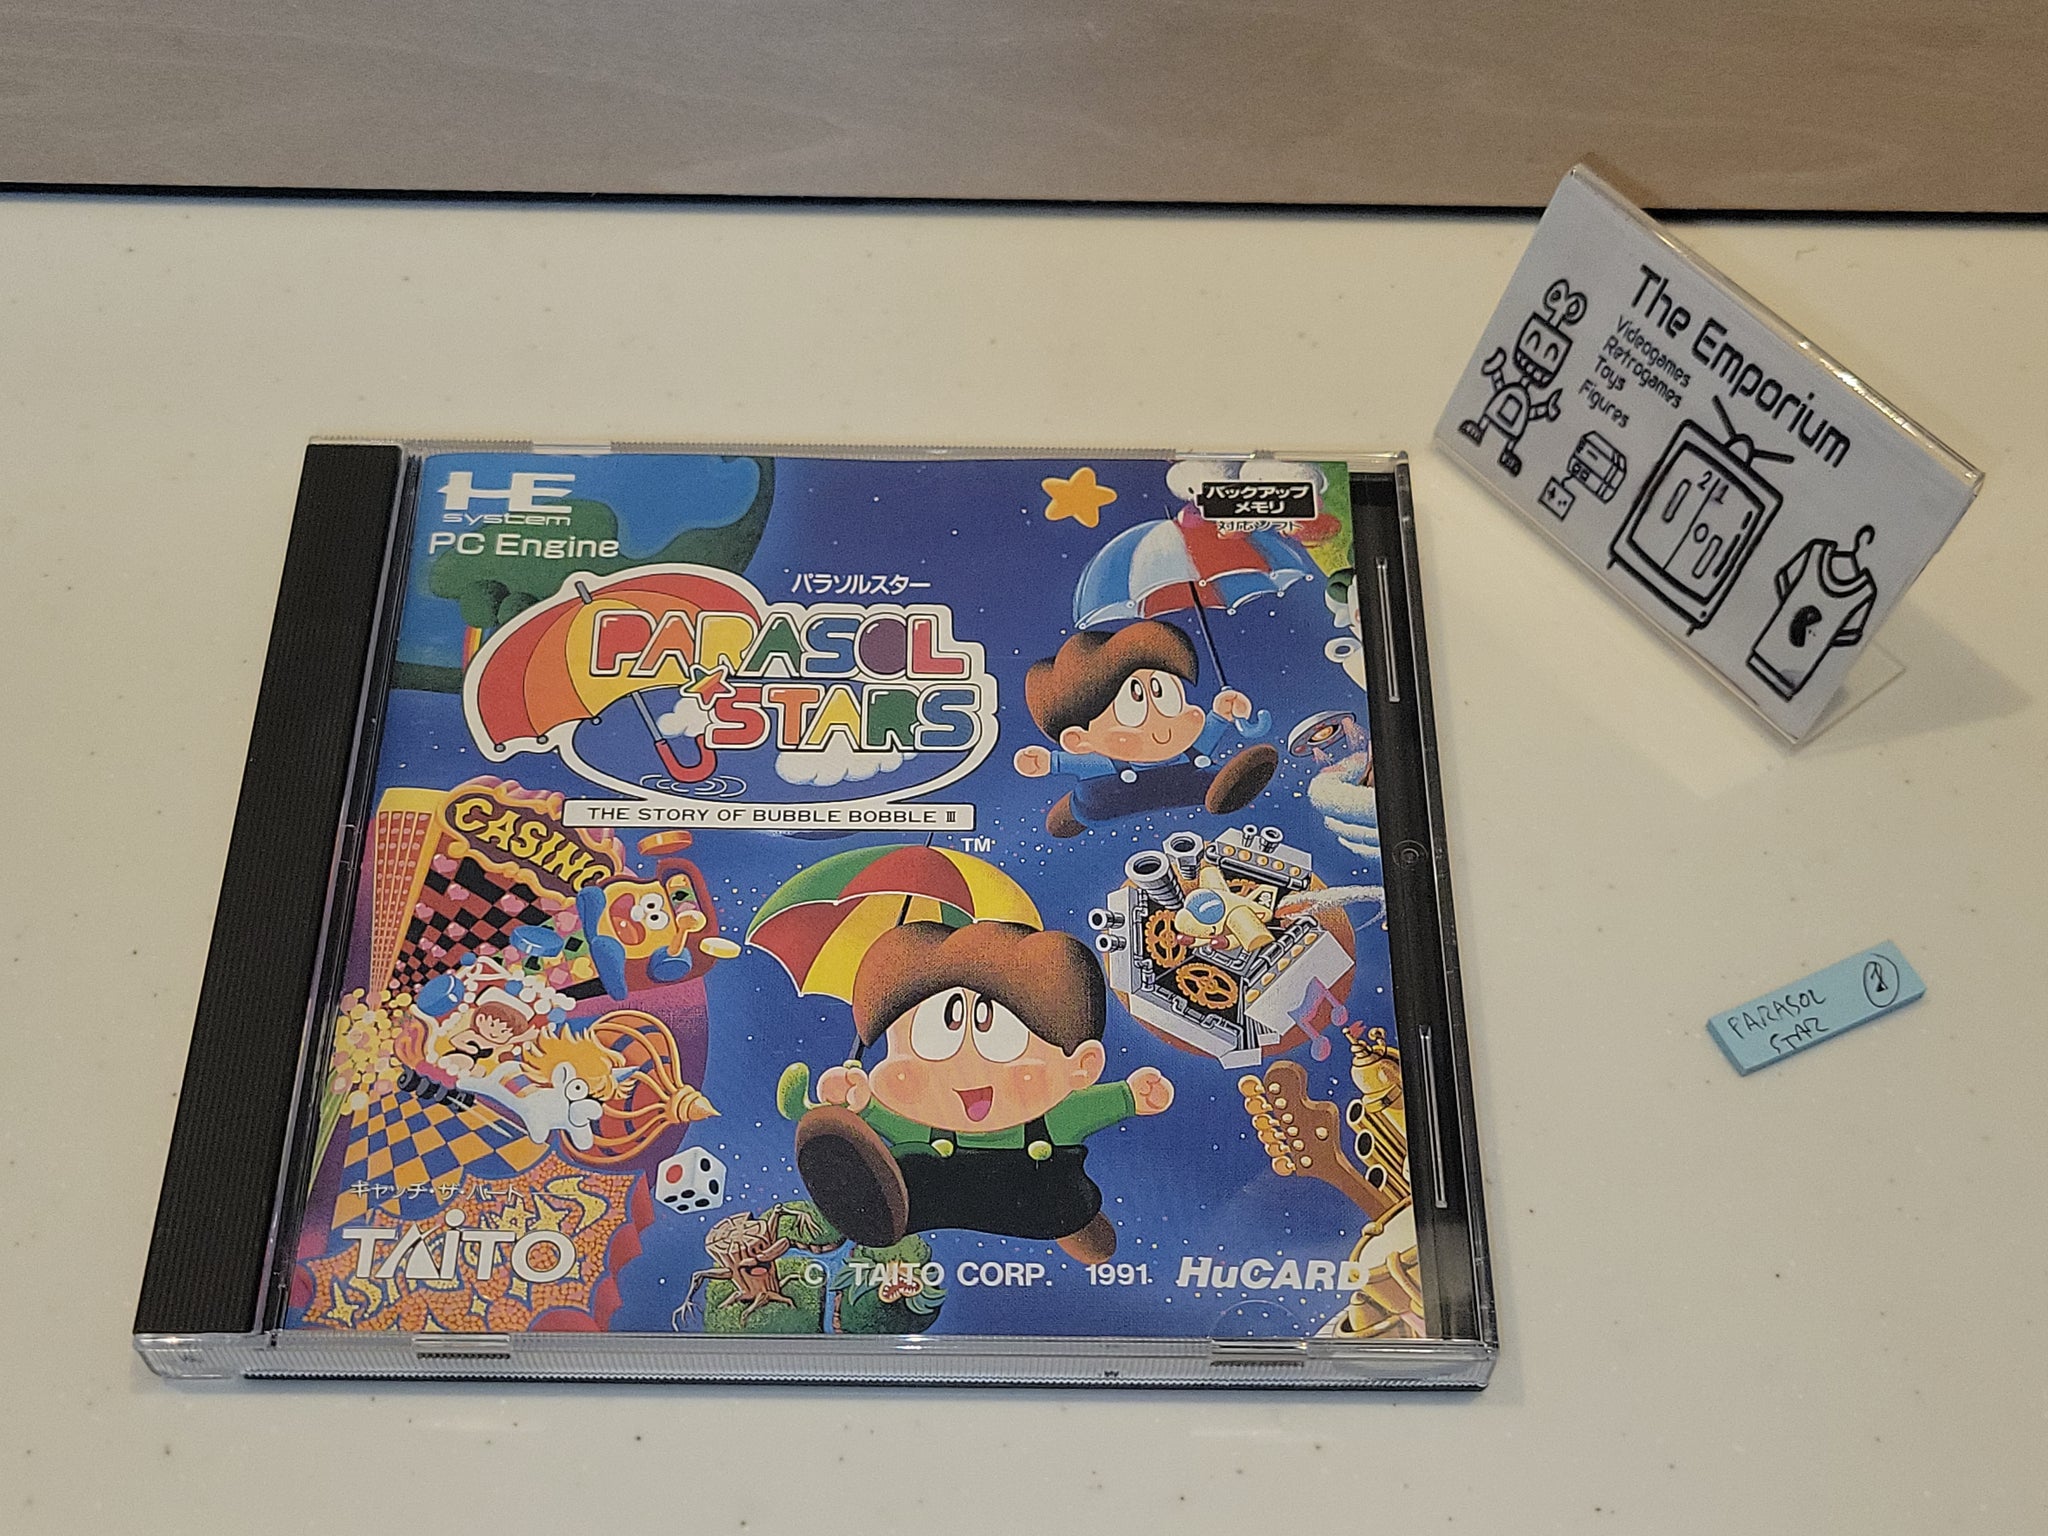 HE
system
PC Engine
バックアップ
メモリ
対応ソフト
パラソルスター
PARASOL
STARS
THE STORY OF BUBBLE BOBBLE III
TM
CASINO
キャッチ・ザ・ハート
TAITO
© TAITO CORP. 1991.
HuCARD
The Emporium
Videogames
Retrogames
Toys
Figures
2|1
PARASOL
STAR